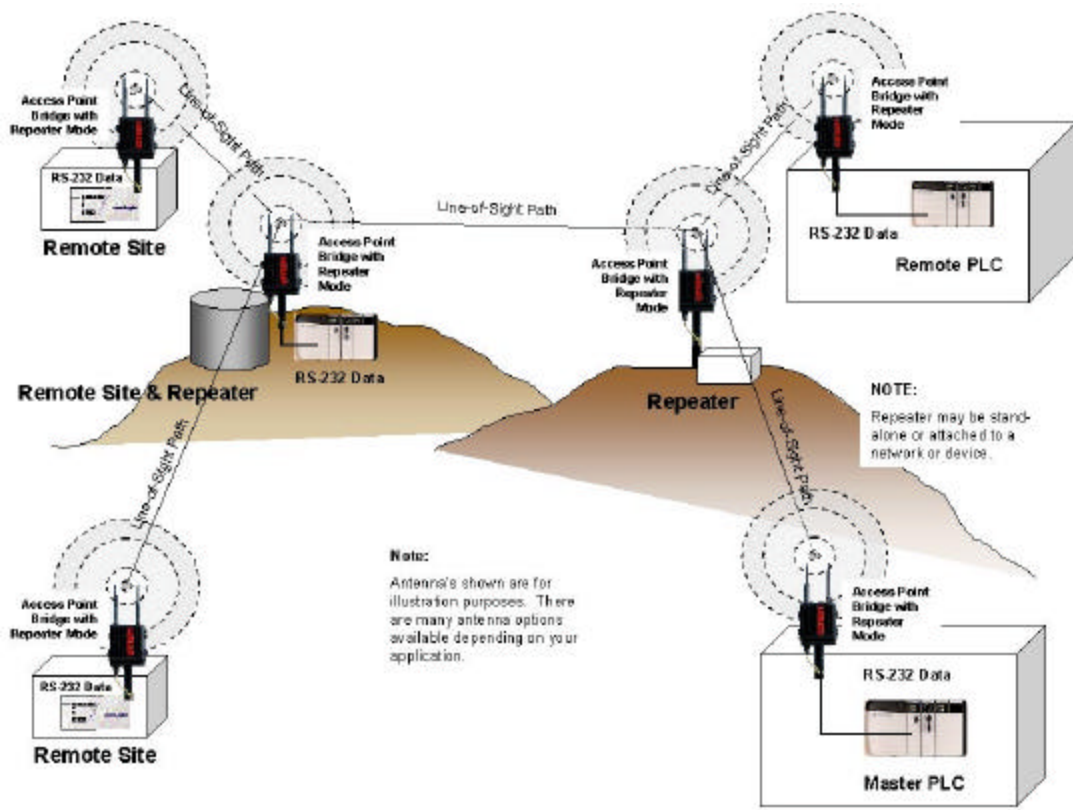 Access Point
Bridge with
Repeater Mode
RS-232 Data
Remote Site
Line-of-Sight Path
Access Point
Bridge with
Repeater
Mode
RS-232 Data
Remote Site & Repeater
Line-of-Sight Path
Line-of-Sight Path
Access Point
Bridge with
Repeater Mode
RS-232 Data
Remote Site
Access Point
Bridge with
Repeater
Mode
Repeater
Line-of-Sight Path
Access Point
Bridge with
Repeater
Mode
RS-232 Data
Remote PLC
NOTE:
Repeater may be stand-
alone or attached to a
network or device.
Line-of-Sight Path
Note:
Antenna's shown are for
illustration purposes. There
are many antenna options
available depending on your
application.
Access Point
Bridge with
Repeater
Mode
RS-232 Data
Master PLC